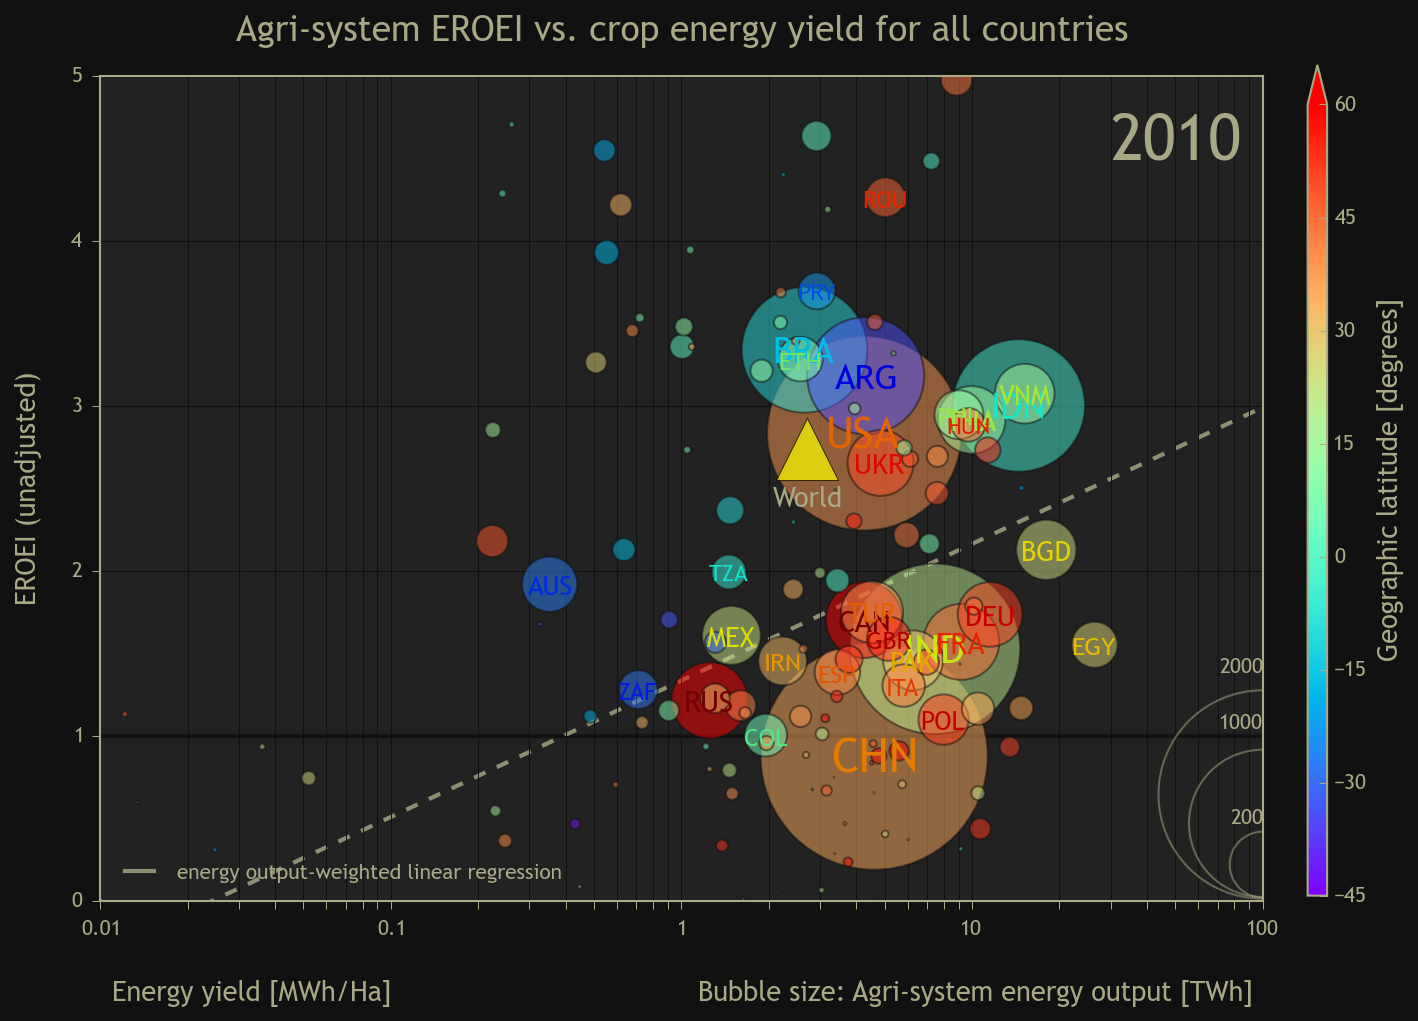 Agri-system EROEI vs. crop energy yield for all countries
2010
EROEI (unadjusted)
5
4
3
2
1
0
ROU
PRY
BRA
ETH
ARG
VNM
IDN
HUN
USA
UKR
World
BGD
TZA
AUS
TUR
CAN
DEU
MEX
GBR
IND
FRA
EGY
IRN
PAK
ESP
ITA
ZAF
RUS
POL
COL
CHN
2000
1000
200
energy output-weighted linear regression
0.01
0.1
1
10
100
Energy yield [MWh/Ha]
Bubble size: Agri-system energy output [TWh]
60
45
30
15
0
−15
−30
−45
Geographic latitude [degrees]